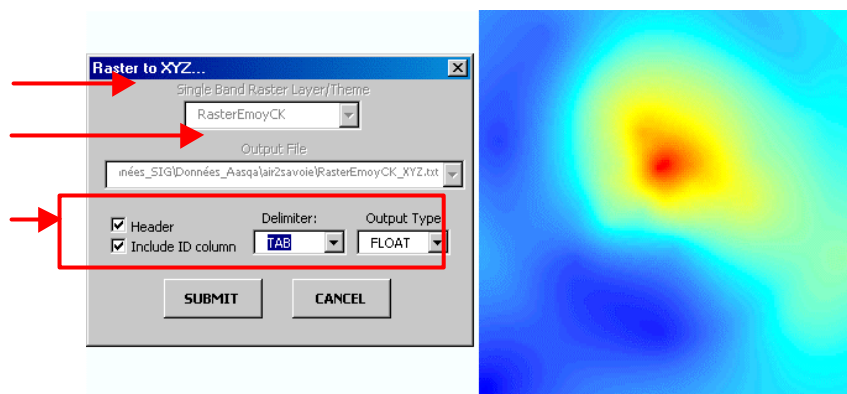 Raster to XYZ...
Single Band Raster Layer/Theme
RasterEmoyCK
Output File
inées_SIG\Données_Aasqa\air2savoie\RasterEmoyCK_XYZ.txt
Header
Delimiter:
Output Type
Include ID column
TAB
FLOAT
SUBMIT
CANCEL